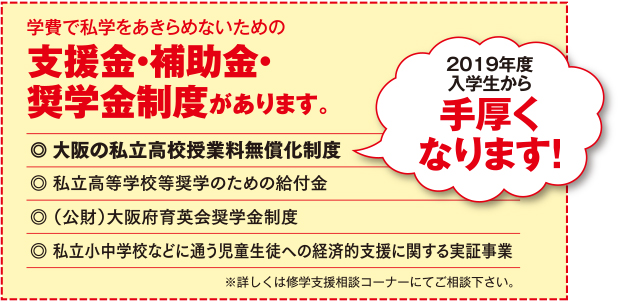 学費で私学をあきらめないための
支援金・補助金・
奨学金制度があります。
2019年度
入学生から
手厚く
なります!
◎ 大阪の私立高校授業料無償化制度
◎ 私立高等学校等奨学のための給付金
◎ （公財）大阪府育英会奨学金制度
◎ 私立小中学校などに通う児童生徒への経済的支援に関する実証事業
※詳しくは修学支援相談コーナーにてご相談下さい。